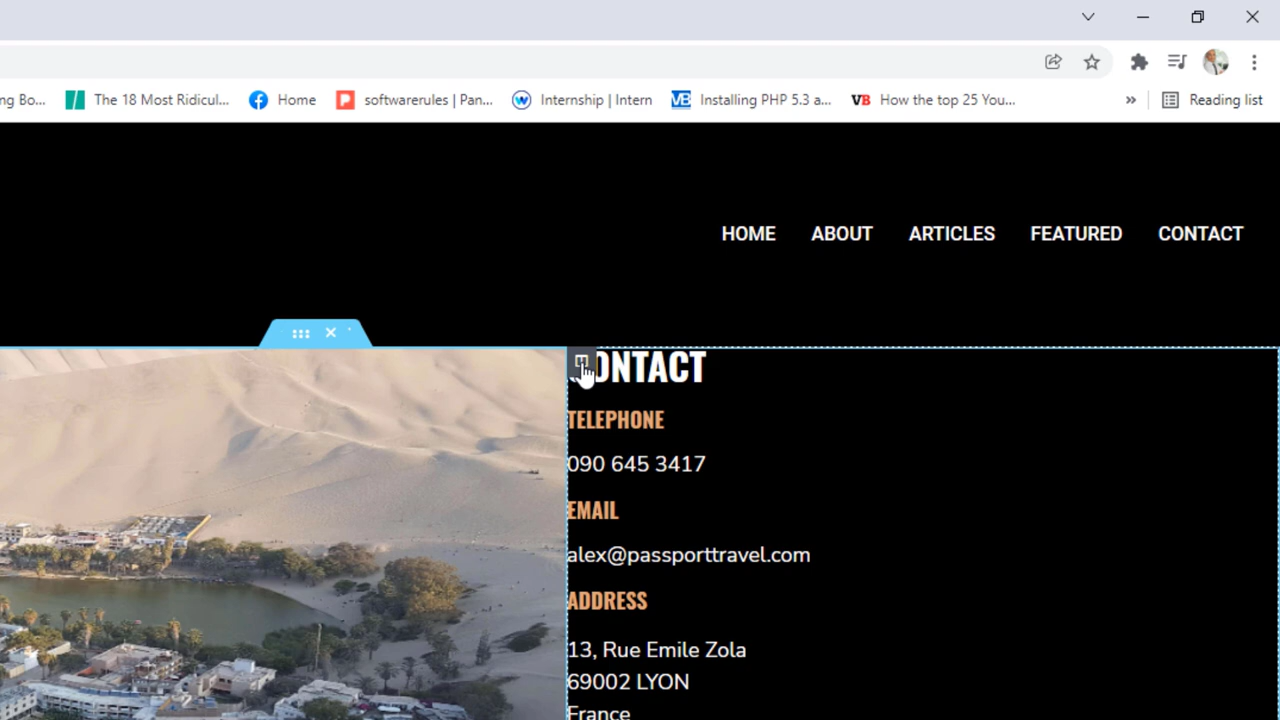 ng Bo... The 18 Most Ridicul... Home softwarerules | Pan... Internship | Intern VB Installing PHP 5.3 a... VB How the top 25 You... » Reading list
HOME ABOUT ARTICLES FEATURED CONTACT
ONTACT
TELEPHONE
090 645 3417
EMAIL
alex@passporttravel.com
ADDRESS
13, Rue Emile Zola
69002 LYON
France